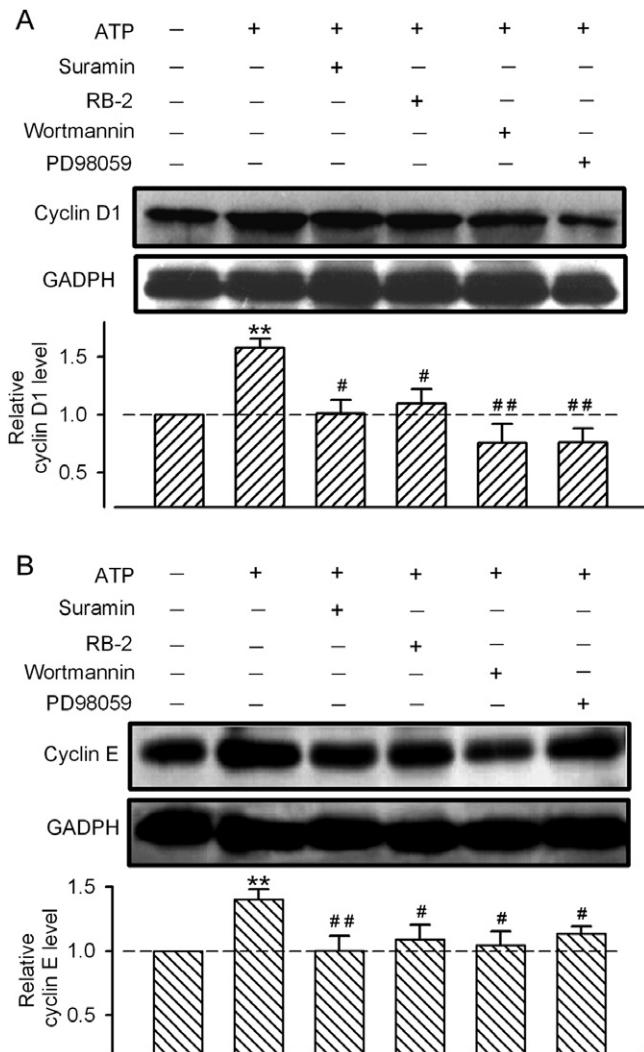 A
ATP – + + + + +
Suramin – – + – – –
RB-2 – – – + – –
Wortmannin – – – – + –
PD98059 – – – – – +
Cyclin D1
GADPH
Relative
cyclin D1 level
1.5
1.0
0.5
** # # ## ##
B
ATP – + + + + +
Suramin – – + – – –
RB-2 – – – + – –
Wortmannin – – – – + –
PD98059 – – – – – +
Cyclin E
GADPH
Relative
cyclin E level
1.5
1.0
0.5
** ## # # #